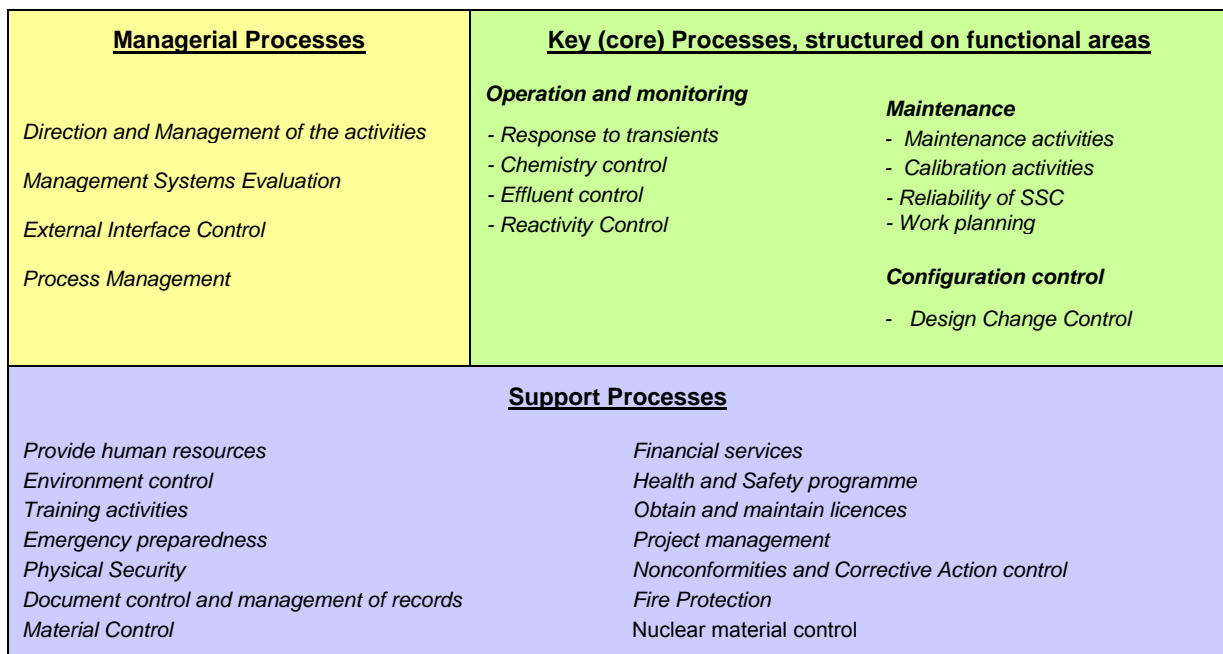 Managerial Processes
Direction and Management of the activities
Management Systems Evaluation
External Interface Control
Process Management
Key (core) Processes, structured on functional areas
Operation and monitoring
- Response to transients
- Chemistry control
- Effluent control
- Reactivity Control
Maintenance
- Maintenance activities
- Calibration activities
- Reliability of SSC
- Work planning
Configuration control
- Design Change Control
Support Processes
Provide human resources
Environment control
Training activities
Emergency preparedness
Physical Security
Document control and management of records
Material Control
Financial services
Health and Safety programme
Obtain and maintain licences
Project management
Nonconformities and Corrective Action control
Fire Protection
Nuclear material control